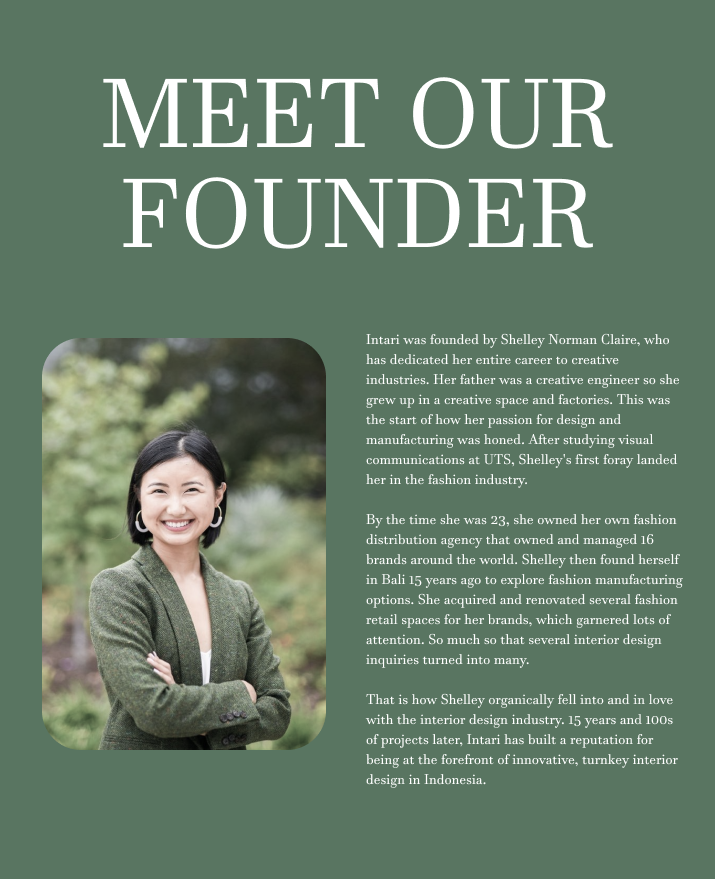 MEET OUR
FOUNDER
Intari was founded by Shelley Norman Claire, who
has dedicated her entire career to creative
industries. Her father was a creative engineer so she
grew up in a creative space and factories. This was
the start of how her passion for design and
manufacturing was honed. After studying visual
communications at UTS, Shelley's first foray landed
her in the fashion industry.
By the time she was 23, she owned her own fashion
distribution agency that owned and managed 16
brands around the world. Shelley then found herself
in Bali 15 years ago to explore fashion manufacturing
options. She acquired and renovated several fashion
retail spaces for her brands, which garnered lots of
attention. So much so that several interior design
inquiries turned into many.
That is how Shelley organically fell into and in love
with the interior design industry. 15 years and 100s
of projects later, Intari has built a reputation for
being at the forefront of innovative, turnkey interior
design in Indonesia.